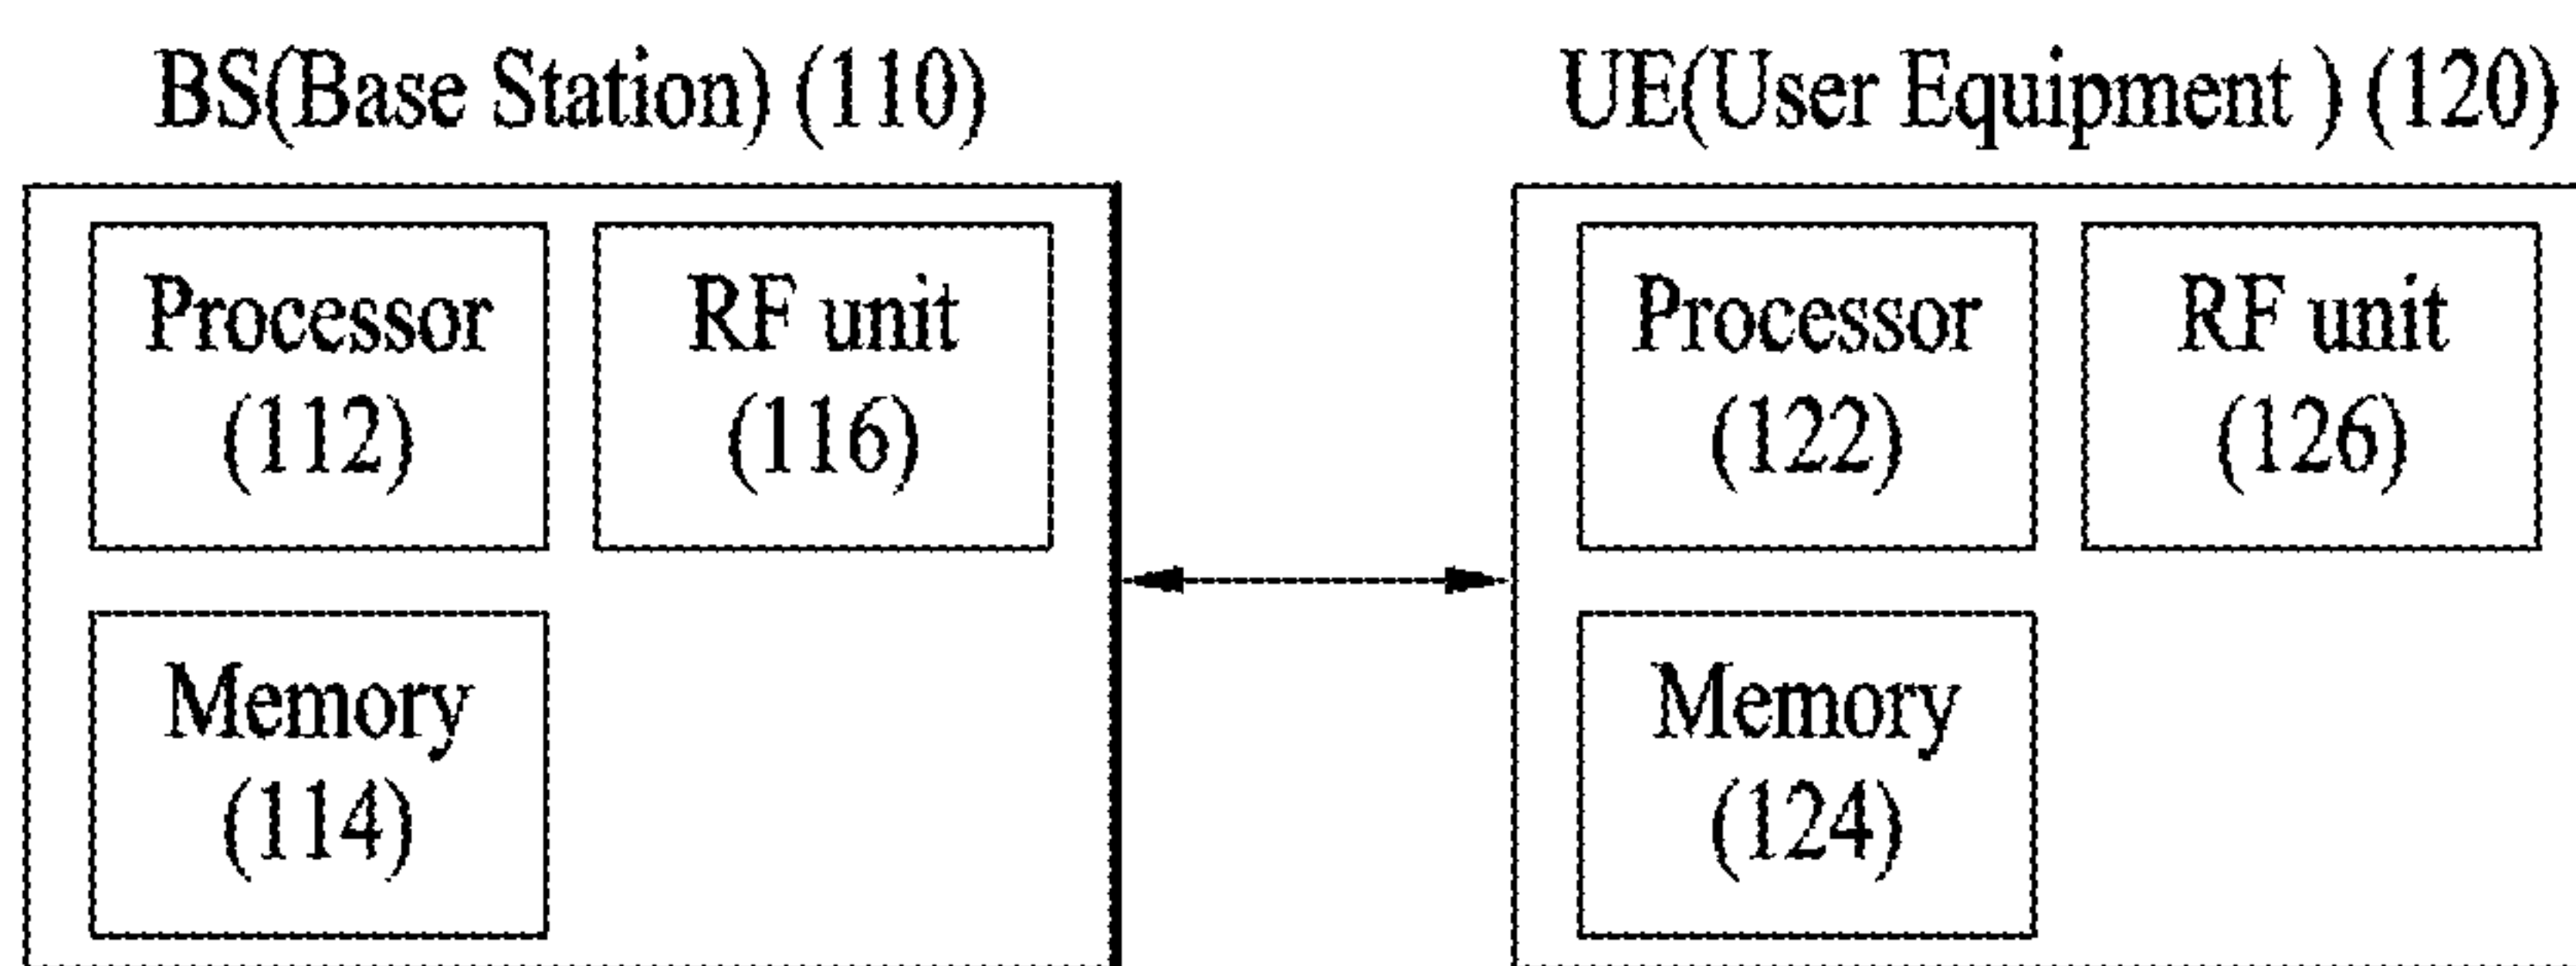 BS(Base Station) (110)
Processor
(112)
RF unit
(116)
Memory
(114)
UE(User Equipment ) (120)
Processor
(122)
RF unit
(126)
Memory
(124)